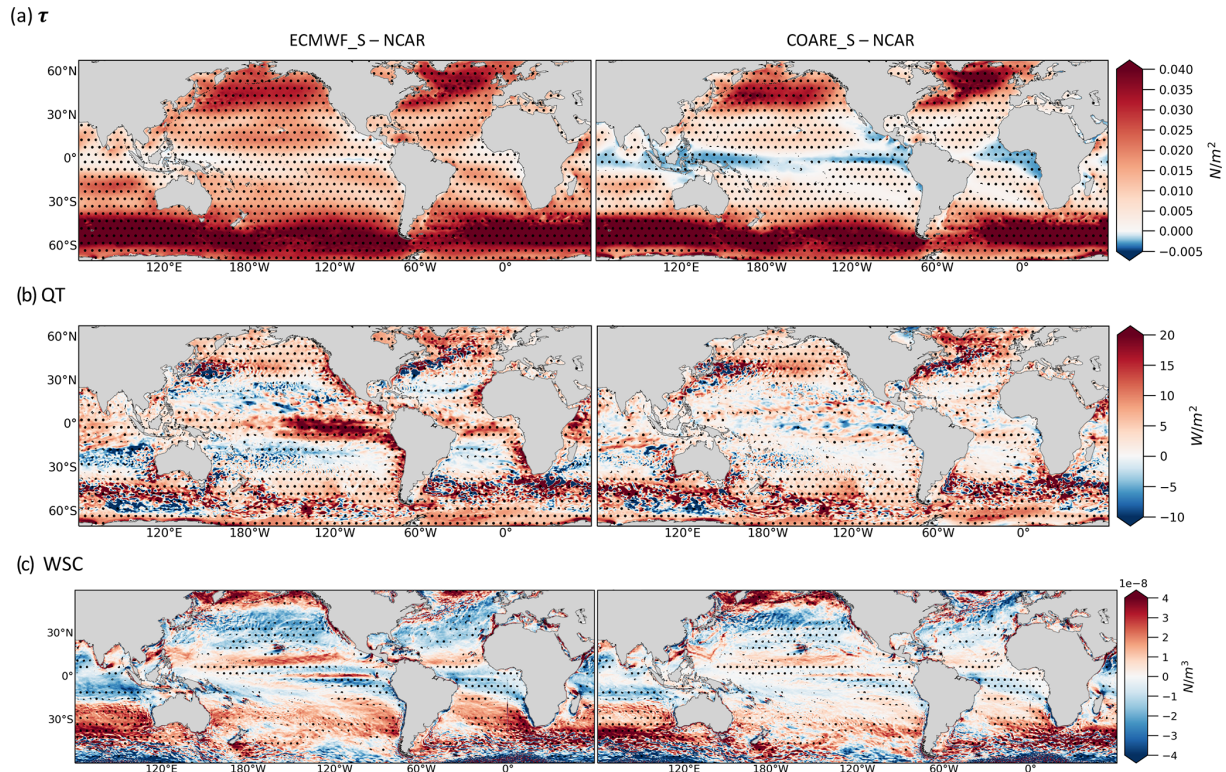 (a) τ
ECMWF_S – NCAR
COARE_S – NCAR
60°N
30°N
0°
30°S
60°S
120°E 180°W 120°W 60°W 0°
120°E 180°W 120°W 60°W 0°
0.040
0.035
0.030
0.025
0.020
0.015
0.010
0.005
0.000
−0.005
N/m²
(b) QT
60°N
30°N
0°
30°S
60°S
120°E 180°W 120°W 60°W 0°
120°E 180°W 120°W 60°W 0°
20
15
10
5
0
−5
−10
W/m²
(c) WSC
30°N
0°
30°S
120°E 180°W 120°W 60°W 0°
120°E 180°W 120°W 60°W 0°
1e−8
4
3
2
1
0
−1
−2
−3
−4
N/m³